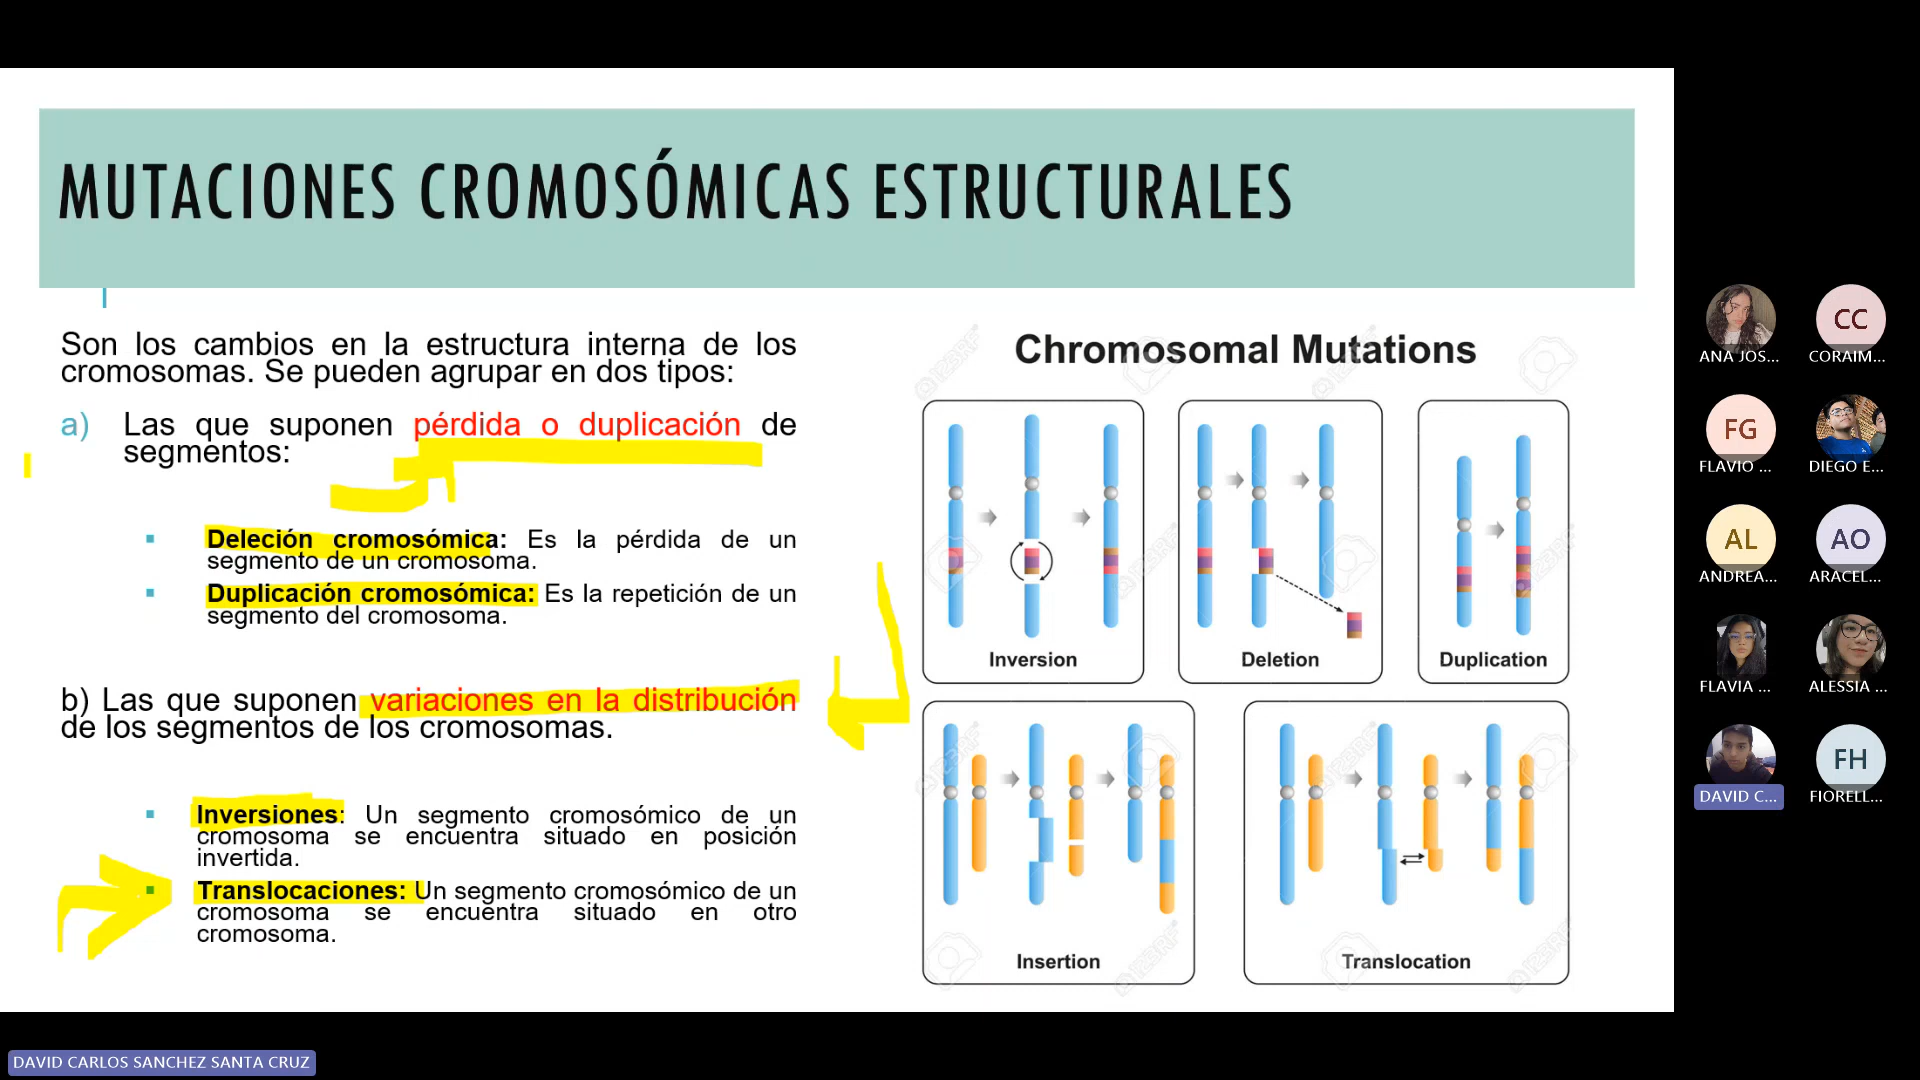 MUTACIONES CROMOSÓMICAS ESTRUCTURALES
Son los cambios en la estructura interna de los
cromosomas. Se pueden agrupar en dos tipos:
a) Las que suponen pérdida o duplicación de
segmentos:
Deleción cromosómica: Es la pérdida de un
segmento de un cromosoma.
Duplicación cromosómica: Es la repetición de un
segmento del cromosoma.
b) Las que suponen variaciones en la distribución
de los segmentos de los cromosomas.
Inversiones: Un segmento cromosómico de un
cromosoma se encuentra situado en posición
invertida.
Translocaciones: Un segmento cromosómico de un
cromosoma se encuentra situado en otro
cromosoma.
Chromosomal Mutations
Inversion
Deletion
Duplication
Insertion
Translocation
123RF
ANA JOS...
CC
CORAIM...
FG
FLAVIO ...
DIEGO E...
AL
ANDREA...
AO
ARACEL...
FLAVIA ...
ALESSIA ...
DAVID C...
FH
FIORELL...
DAVID CARLOS SANCHEZ SANTA CRUZ